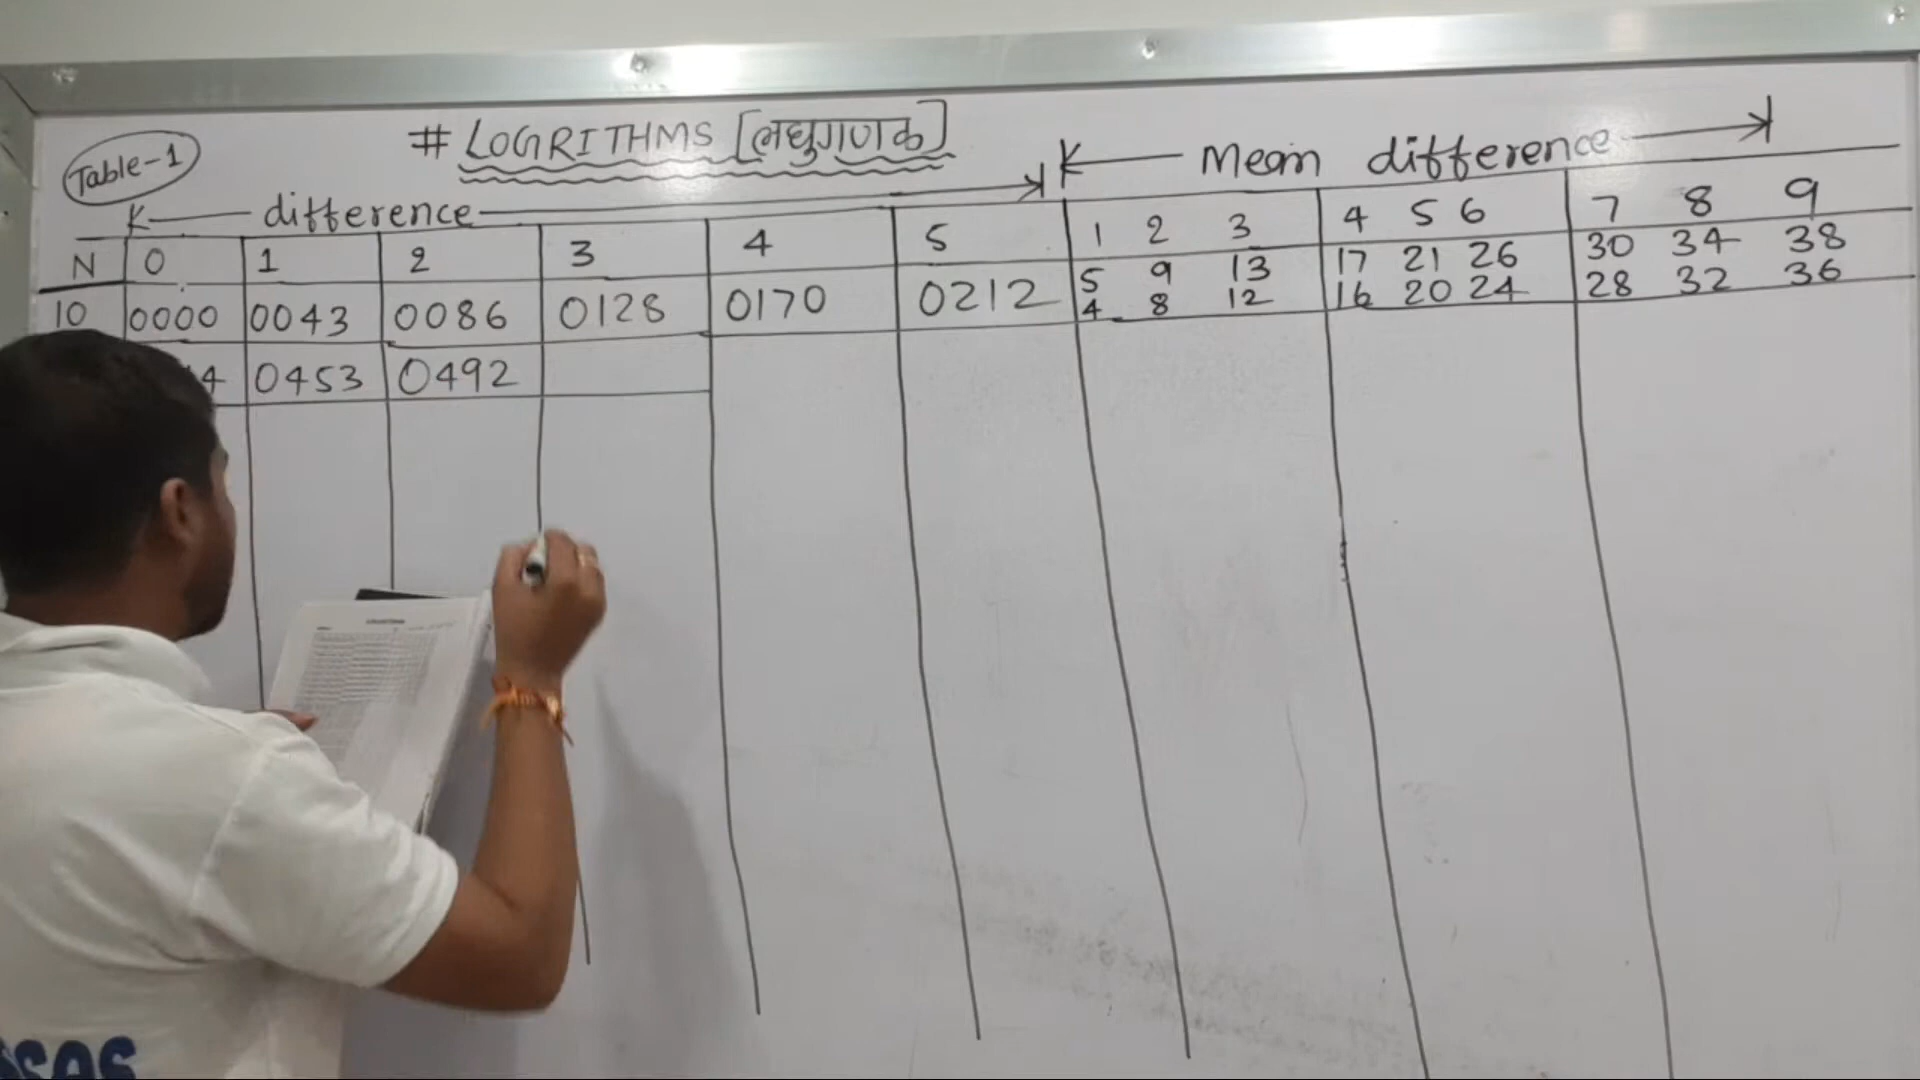 Table-1
# LOGRITHMS [लघुगणक]
difference
Mean difference
N 0 1 2 3 4 5 1 2 3 4 5 6 7 8 9
10 0000 0043 0086 0128 0170 0212 5 9 13 17 21 26 30 34 38
4 8 12 16 20 24 28 32 36
4 0453 0492